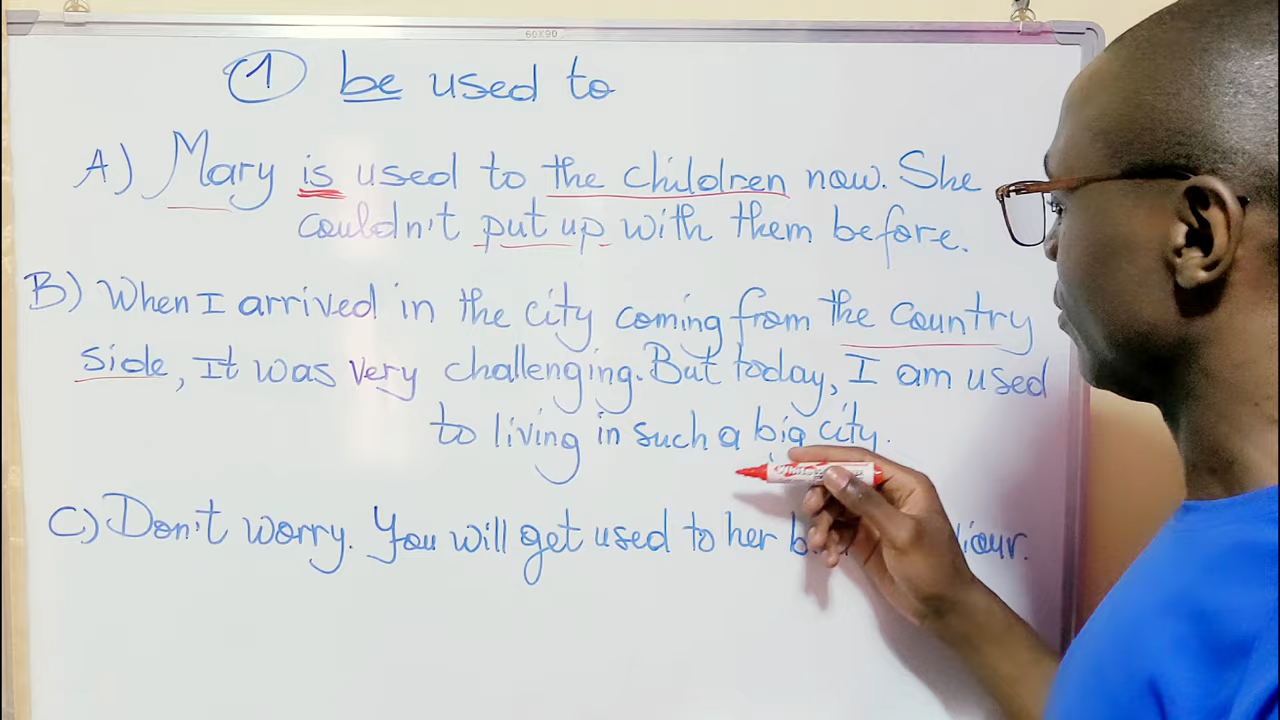 60X90
① be used to
A) Mary is used to the children now. She
couldn't put up with them before.
B) When I arrived in the city coming from the country
side, It was very challenging. But today, I am used
to living in such a big city.
C) Don't worry. You will get used to her